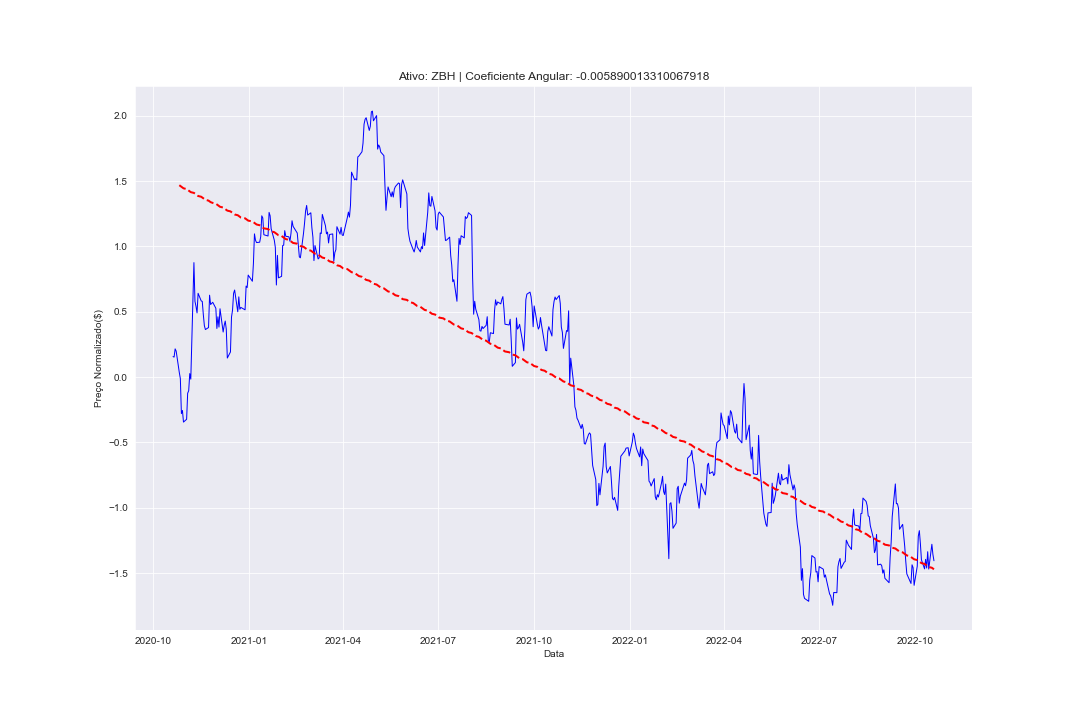 Ativo: ZBH | Coeficiente Angular: -0.005890013310067918
2.0
1.5
1.0
0.5
0.0
−0.5
−1.0
−1.5
Preço Normalizado($)
2020-10 2021-01 2021-04 2021-07 2021-10 2022-01 2022-04 2022-07 2022-10
Data